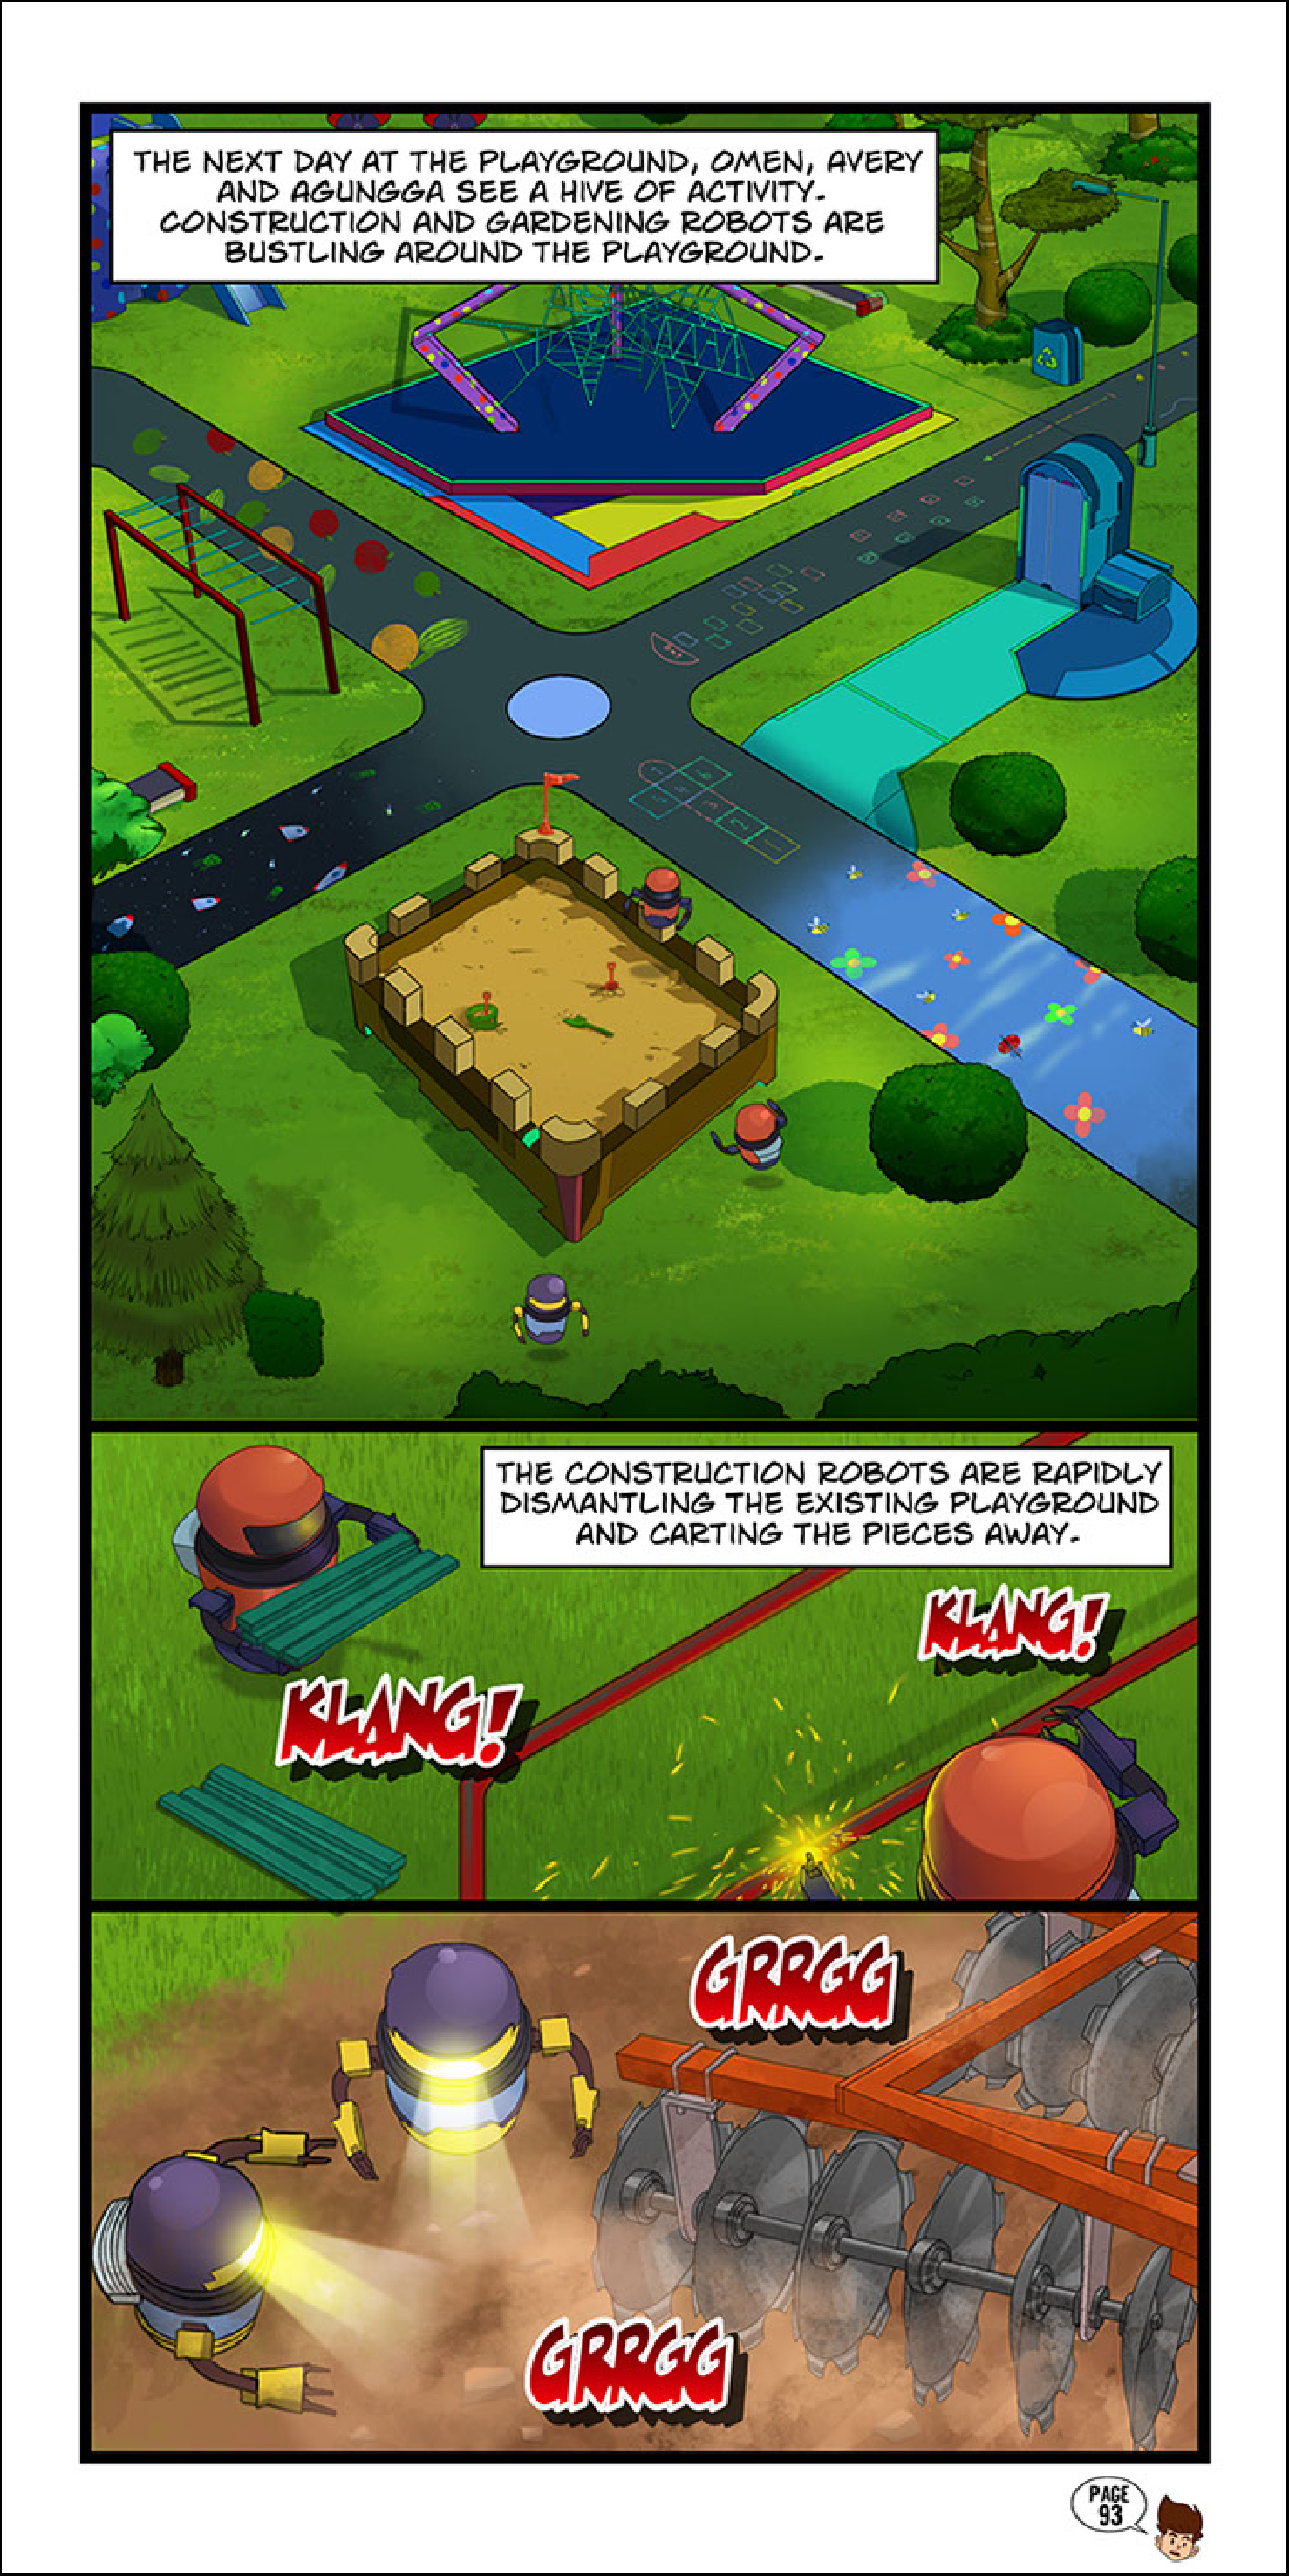 THE NEXT DAY AT THE PLAYGROUND, OMEN, AVERY
AND AGUNGGA SEE A HIVE OF ACTIVITY.
CONSTRUCTION AND GARDENING ROBOTS ARE
BUSTLING AROUND THE PLAYGROUND.
THE CONSTRUCTION ROBOTS ARE RAPIDLY
DISMANTLING THE EXISTING PLAYGROUND
AND CARTING THE PIECES AWAY.
KLANG!
KLANG!
GRRGG
GRRGG
PAGE
93